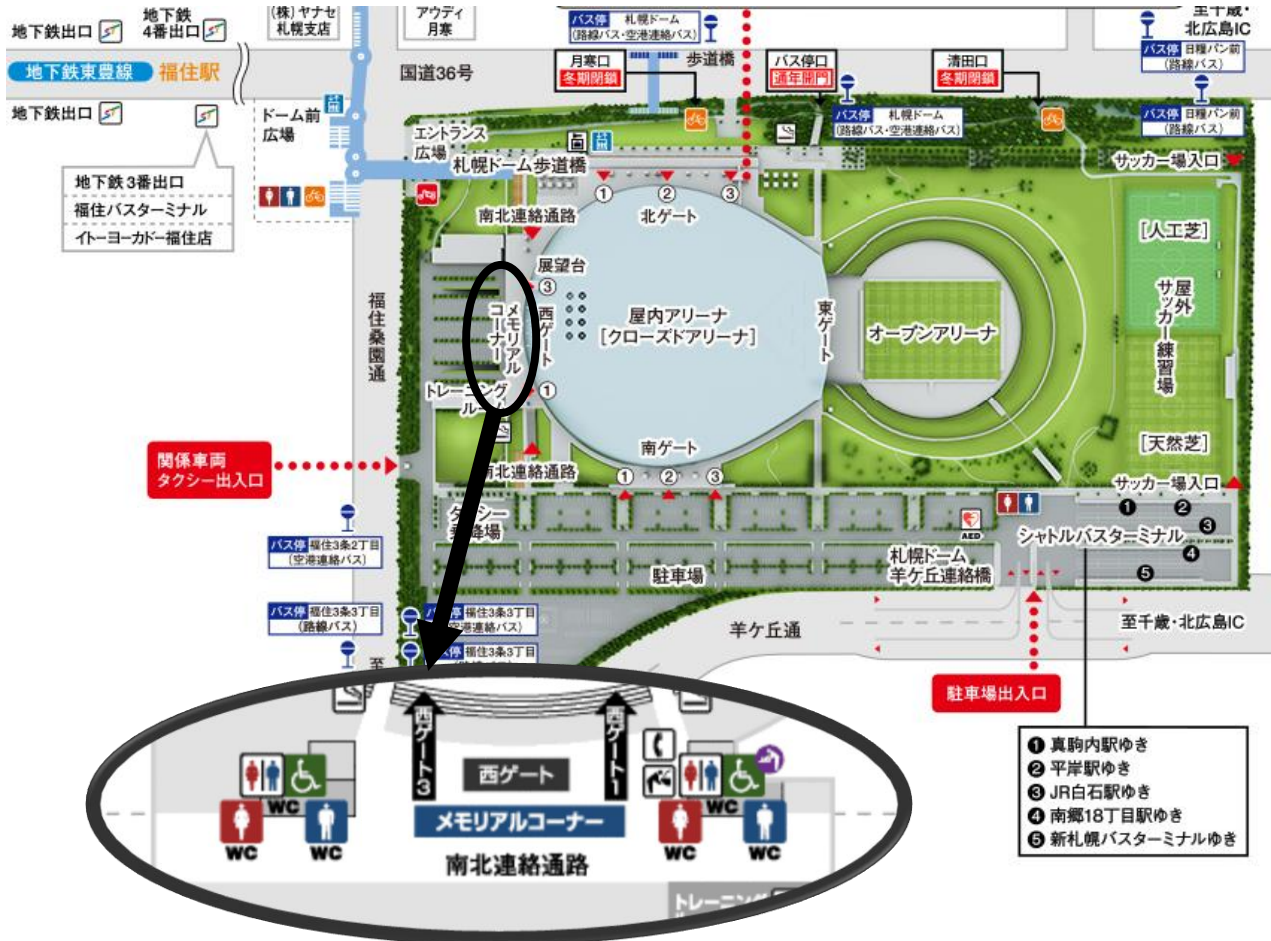 地下鉄出口
地下鉄
4番出口
(株)ヤナセ
札幌支店
アウディ
月寒
バス停 札幌ドーム
(路線バス・空港連絡バス)
至千歳・
北広島IC
バス停 日糧パン前
(路線バス)
地下鉄東豊線 福住駅
国道36号
月寒口
冬期閉鎖
歩道橋
バス停口
通年開門
清田口
冬期閉鎖
地下鉄出口
ドーム前
広場
エントランス
広場
バス停 札幌ドーム
(路線バス・空港連絡バス)
バス停 日糧パン前
(路線バス)
地下鉄3番出口
福住バスターミナル
イトーヨーカドー福住店
札幌ドーム歩道橋
サッカー場入口
① ② ③
北ゲート
南北連絡通路
展望台
③
西ゲート
メモリアル
コーナー
屋内アリーナ
[クローズドアリーナ]
東ゲート
オープンアリーナ
[人工芝]
屋外
サッカー練習場
[天然芝]
福住桑園通
トレーニング
①
南ゲート
① ② ③
関係車両
タクシー出入口
南北連絡通路
サッカー場入口
バス停 福住3条2丁目
(空港連絡バス)
AED
シャトルバスターミナル
❶ ❷ ❸ ❹ ❺
駐車場
札幌ドーム
羊ケ丘連絡橋
バス停 福住3条3丁目
(路線バス)
福住3条3丁目
空港連絡バス)
福住3条3丁目
羊ケ丘通
至千歳・北広島IC
至
駐車場出入口
❶ 真駒内駅ゆき
❷ 平岸駅ゆき
❸ JR白石駅ゆき
❹ 南郷18丁目駅ゆき
❺ 新札幌バスターミナルゆき
西ゲート3
西ゲート
西ゲート1
WC
WC
メモリアルコーナー
WC
WC
WC
WC
南北連絡通路
トレーニング